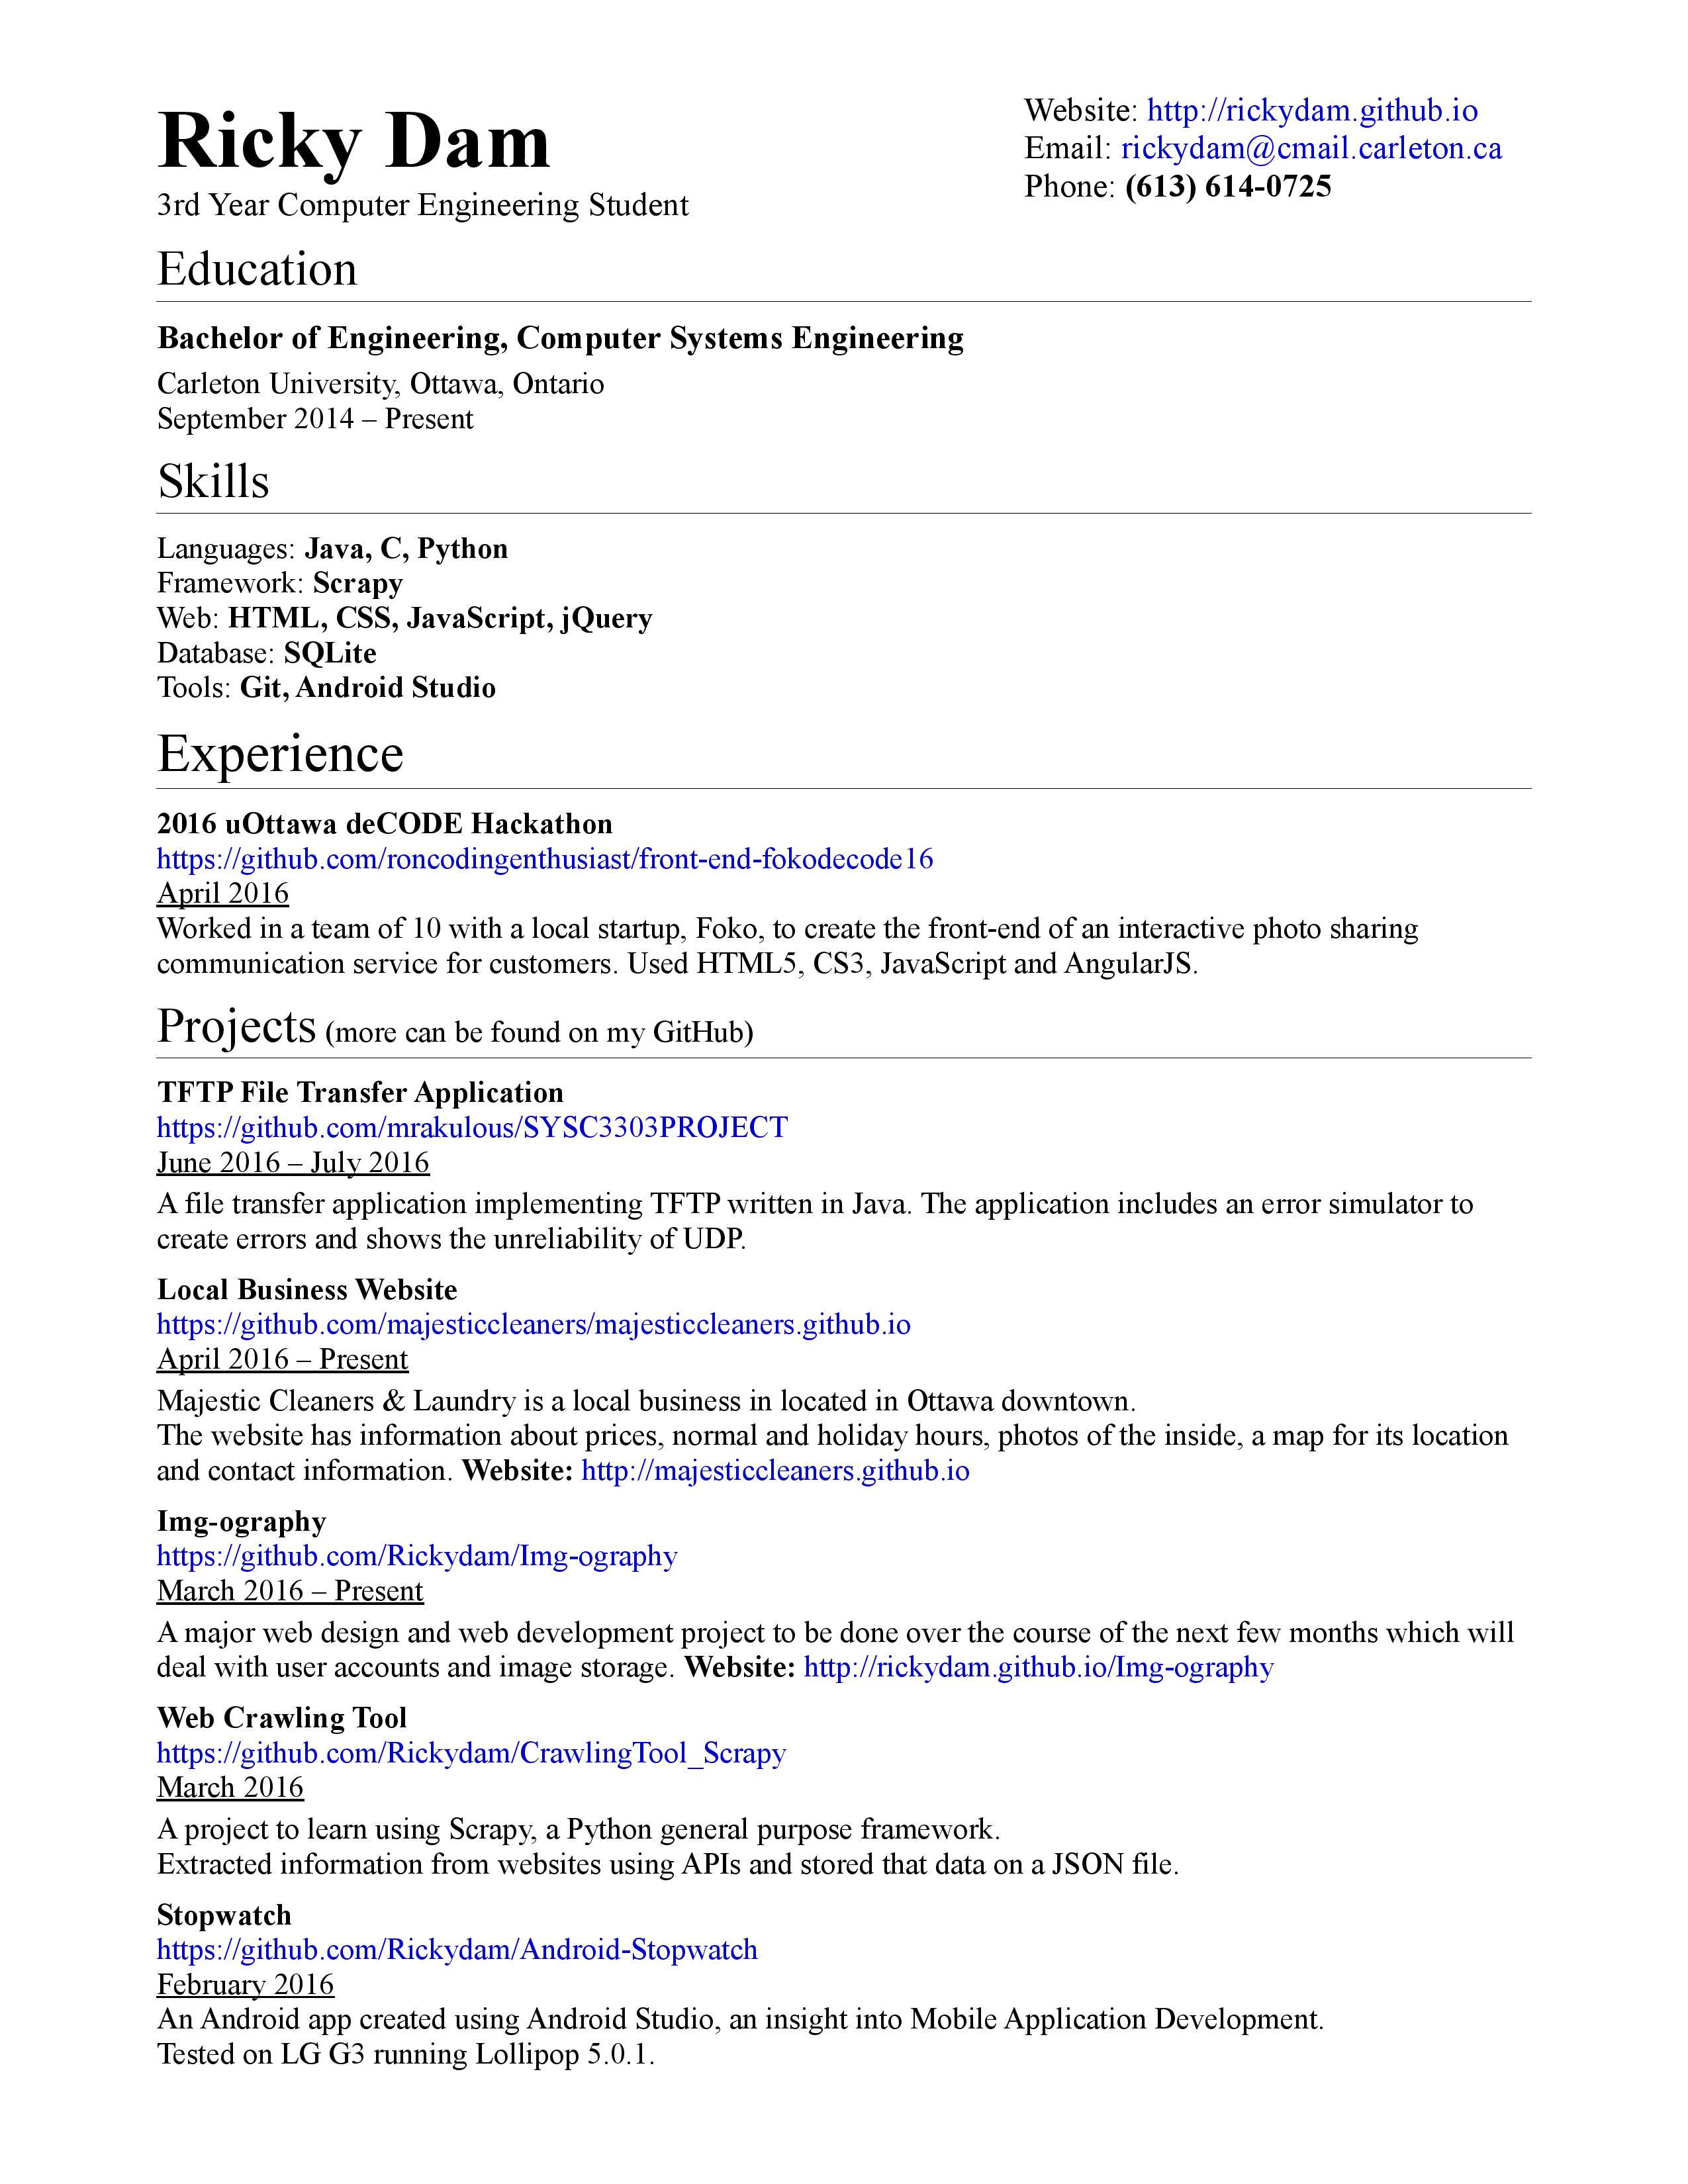 Ricky Dam
3rd Year Computer Engineering Student
Website: http://rickydam.github.io
Email: rickydam@cmail.carleton.ca
Phone: (613) 614-0725
Education
Bachelor of Engineering, Computer Systems Engineering
Carleton University, Ottawa, Ontario
September 2014 – Present
Skills
Languages: Java, C, Python
Framework: Scrapy
Web: HTML, CSS, JavaScript, jQuery
Database: SQLite
Tools: Git, Android Studio
Experience
2016 uOttawa deCODE Hackathon
https://github.com/roncodingenthusiast/front-end-fokodecode16
April 2016
Worked in a team of 10 with a local startup, Foko, to create the front-end of an interactive photo sharing
communication service for customers. Used HTML5, CS3, JavaScript and AngularJS.
Projects (more can be found on my GitHub)
TFTP File Transfer Application
https://github.com/mrakulous/SYSC3303PROJECT
June 2016 – July 2016
A file transfer application implementing TFTP written in Java. The application includes an error simulator to
create errors and shows the unreliability of UDP.
Local Business Website
https://github.com/majesticcleaners/majesticcleaners.github.io
April 2016 – Present
Majestic Cleaners & Laundry is a local business in located in Ottawa downtown.
The website has information about prices, normal and holiday hours, photos of the inside, a map for its location
and contact information. Website: http://majesticcleaners.github.io
Img-ography
https://github.com/Rickydam/Img-ography
March 2016 – Present
A major web design and web development project to be done over the course of the next few months which will
deal with user accounts and image storage. Website: http://rickydam.github.io/Img-ography
Web Crawling Tool
https://github.com/Rickydam/CrawlingTool_Scrapy
March 2016
A project to learn using Scrapy, a Python general purpose framework.
Extracted information from websites using APIs and stored that data on a JSON file.
Stopwatch
https://github.com/Rickydam/Android-Stopwatch
February 2016
An Android app created using Android Studio, an insight into Mobile Application Development.
Tested on LG G3 running Lollipop 5.0.1.